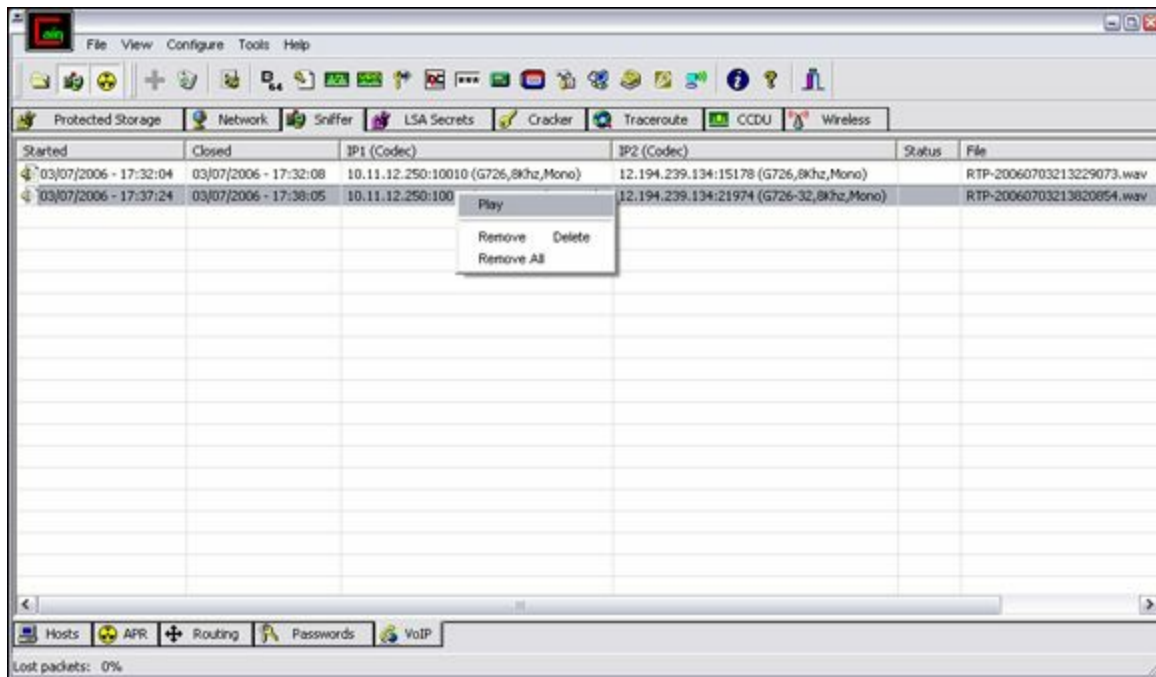 Cain
File View Configure Tools Help
Protected Storage Network Sniffer LSA Secrets Cracker Traceroute CCDU Wireless
Started Closed IP1 (Codec) IP2 (Codec) Status File
03/07/2006 - 17:32:04 03/07/2006 - 17:32:08 10.11.12.250:10010 (G726,8Khz,Mono) 12.194.239.134:15178 (G726,8Khz,Mono) RTP-20060703213229073.wav
03/07/2006 - 17:37:24 03/07/2006 - 17:38:05 10.11.12.250:100 12.194.239.134:21974 (G726-32,8Khz,Mono) RTP-20060703213820854.wav
Play
Remove Delete
Remove All
Hosts APR Routing Passwords VoIP
Lost packets: 0%